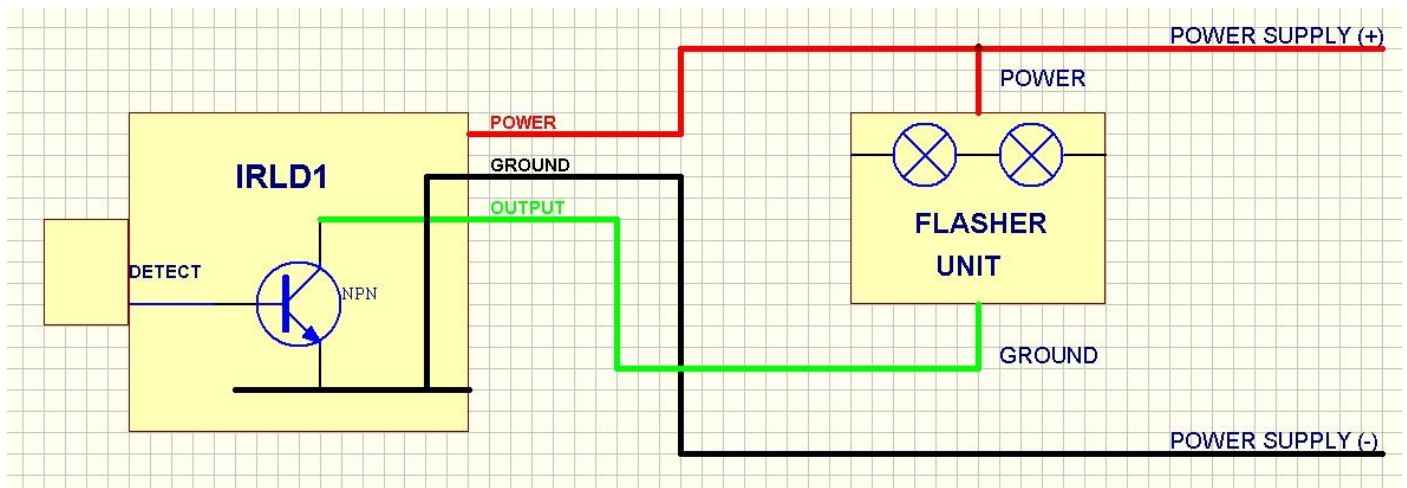 POWER SUPPLY (+)
POWER
POWER
IRLD1
GROUND
OUTPUT
FLASHER
UNIT
DETECT
NPN
GROUND
POWER SUPPLY (-)